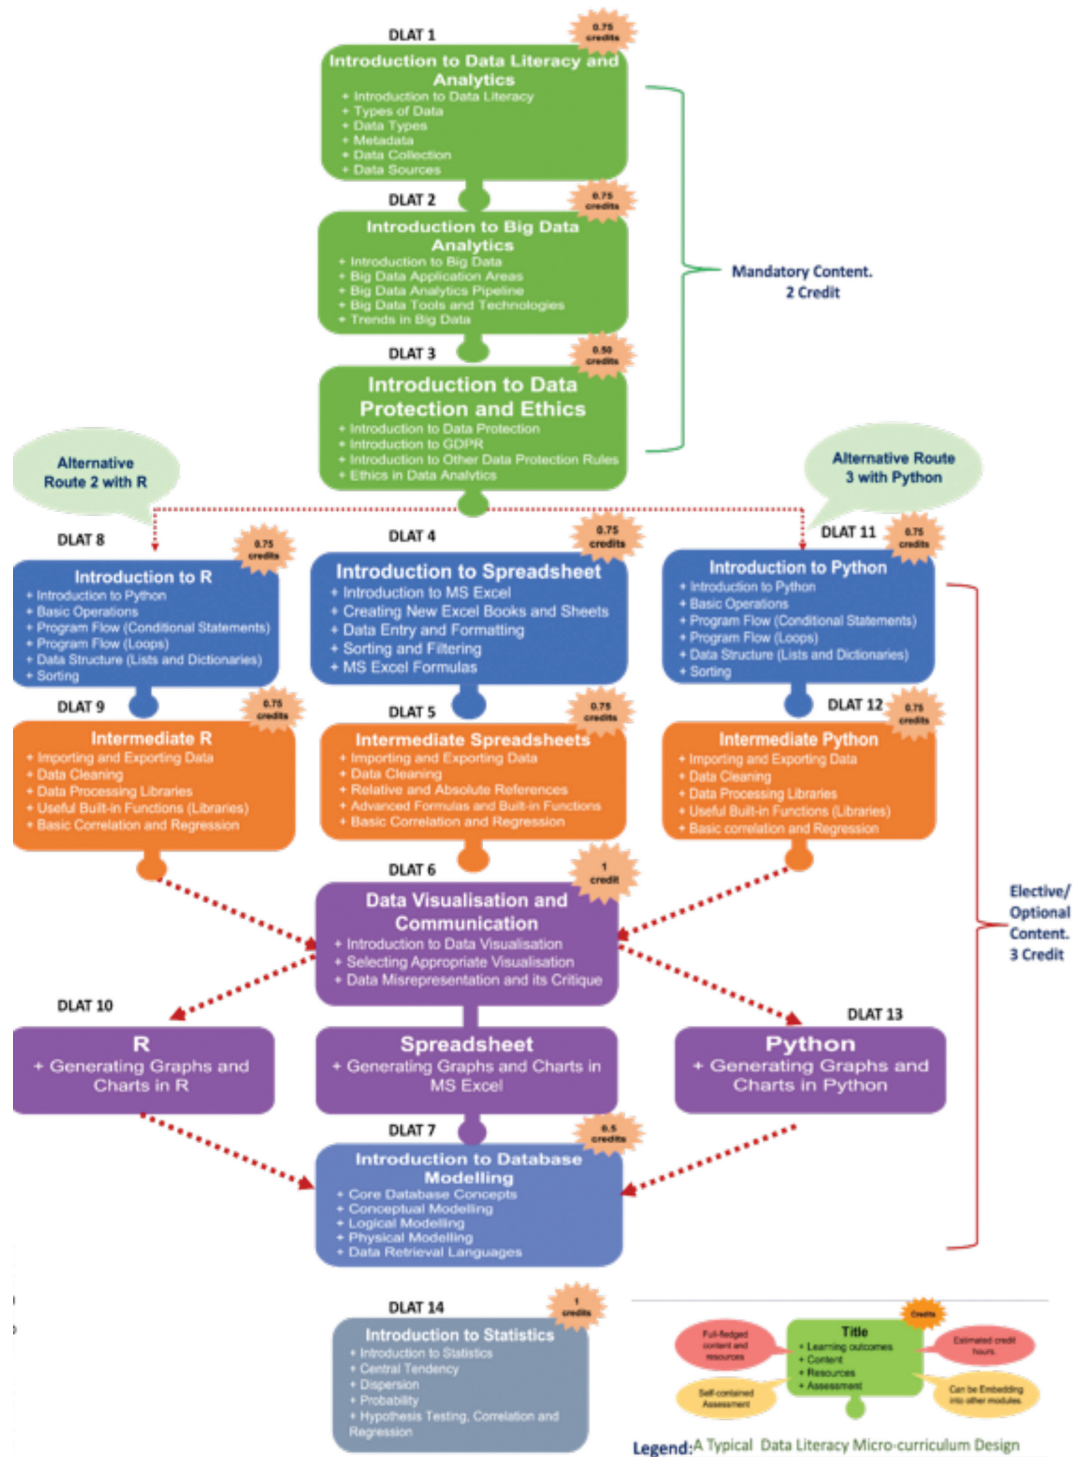 DLAT 1
0.75
credits
Introduction to Data Literacy and
Analytics
+ Introduction to Data Literacy
+ Types of Data
+ Data Types
+ Metadata
+ Data Collection
+ Data Sources
DLAT 2
0.75
credits
Introduction to Big Data
Analytics
+ Introduction to Big Data
+ Big Data Application Areas
+ Big Data Analytics Pipeline
+ Big Data Tools and Technologies
+ Trends in Big Data
Mandatory Content.
2 Credit
DLAT 3
0.50
credits
Introduction to Data
Protection and Ethics
+ Introduction to Data Protection
+ Introduction to GDPR
+ Introduction to Other Data Protection Rules
+ Ethics in Data Analytics
Alternative
Route 2 with R
Alternative Route
3 with Python
DLAT 8
0.75
credits
Introduction to R
+ Introduction to Python
+ Basic Operations
+ Program Flow (Conditional Statements)
+ Program Flow (Loops)
+ Data Structure (Lists and Dictionaries)
+ Sorting
DLAT 4
0.75
credits
Introduction to Spreadsheet
+ Introduction to MS Excel
+ Creating New Excel Books and Sheets
+ Data Entry and Formatting
+ Sorting and Filtering
+ MS Excel Formulas
DLAT 11
0.75
credits
Introduction to Python
+ Introduction to Python
+ Basic Operations
+ Program Flow (Conditional Statements)
+ Program Flow (Loops)
+ Data Structure (Lists and Dictionaries)
+ Sorting
DLAT 9
0.75
credits
Intermediate R
+ Importing and Exporting Data
+ Data Cleaning
+ Data Processing Libraries
+ Useful Built-in Functions (Libraries)
+ Basic Correlation and Regression
DLAT 5
0.75
credits
Intermediate Spreadsheets
+ Importing and Exporting Data
+ Data Cleaning
+ Relative and Absolute References
+ Advanced Formulas and Built-in Functions
+ Basic Correlation and Regression
DLAT 12
0.75
credits
Intermediate Python
+ Importing and Exporting Data
+ Data Cleaning
+ Data Processing Libraries
+ Useful Built-in Functions (Libraries)
+ Basic correlation and Regression
DLAT 6
1
credit
Data Visualisation and
Communication
+ Introduction to Data Visualisation
+ Selecting Appropriate Visualisation
+ Data Misrepresentation and its Critique
Elective/
Optional
Content.
3 Credit
DLAT 10
R
+ Generating Graphs and
Charts in R
Spreadsheet
+ Generating Graphs and Charts in
MS Excel
DLAT 13
Python
+ Generating Graphs and
Charts in Python
DLAT 7
0.5
credits
Introduction to Database
Modelling
+ Core Database Concepts
+ Conceptual Modelling
+ Logical Modelling
+ Physical Modelling
+ Data Retrieval Languages
DLAT 14
1
credits
Introduction to Statistics
+ Introduction to Statistics
+ Central Tendency
+ Dispersion
+ Probability
+ Hypothesis Testing, Correlation and
Regression
Credits
Full-fledged
content and
resources
Title
+ Learning outcomes
+ Content
+ Resources
+ Assessment
Estimated credit
hours.
Self-contained
Assessment
Can be Embedding
into other modules.
Legend:A Typical Data Literacy Micro-curriculum Design